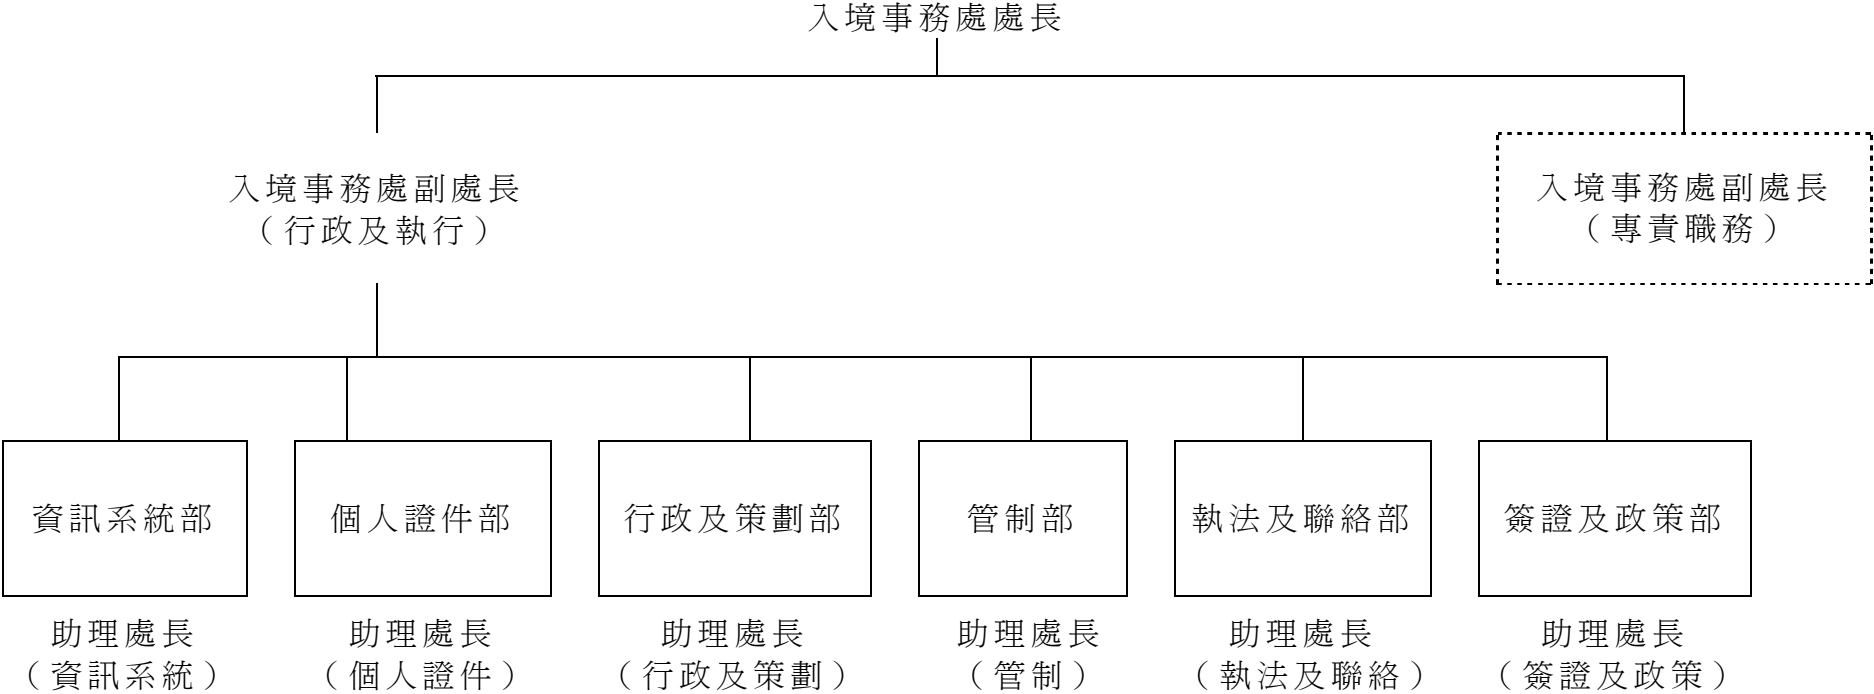 入境事務處處長
入境事務處副處長
（行政及執行）
入境事務處副處長
（專責職務）
資訊系統部
個人證件部
行政及策劃部
管制部
執法及聯絡部
簽證及政策部
助理處長
（資訊系統）
助理處長
（個人證件）
助理處長
（行政及策劃）
助理處長
（管制）
助理處長
（執法及聯絡）
助理處長
（簽證及政策）